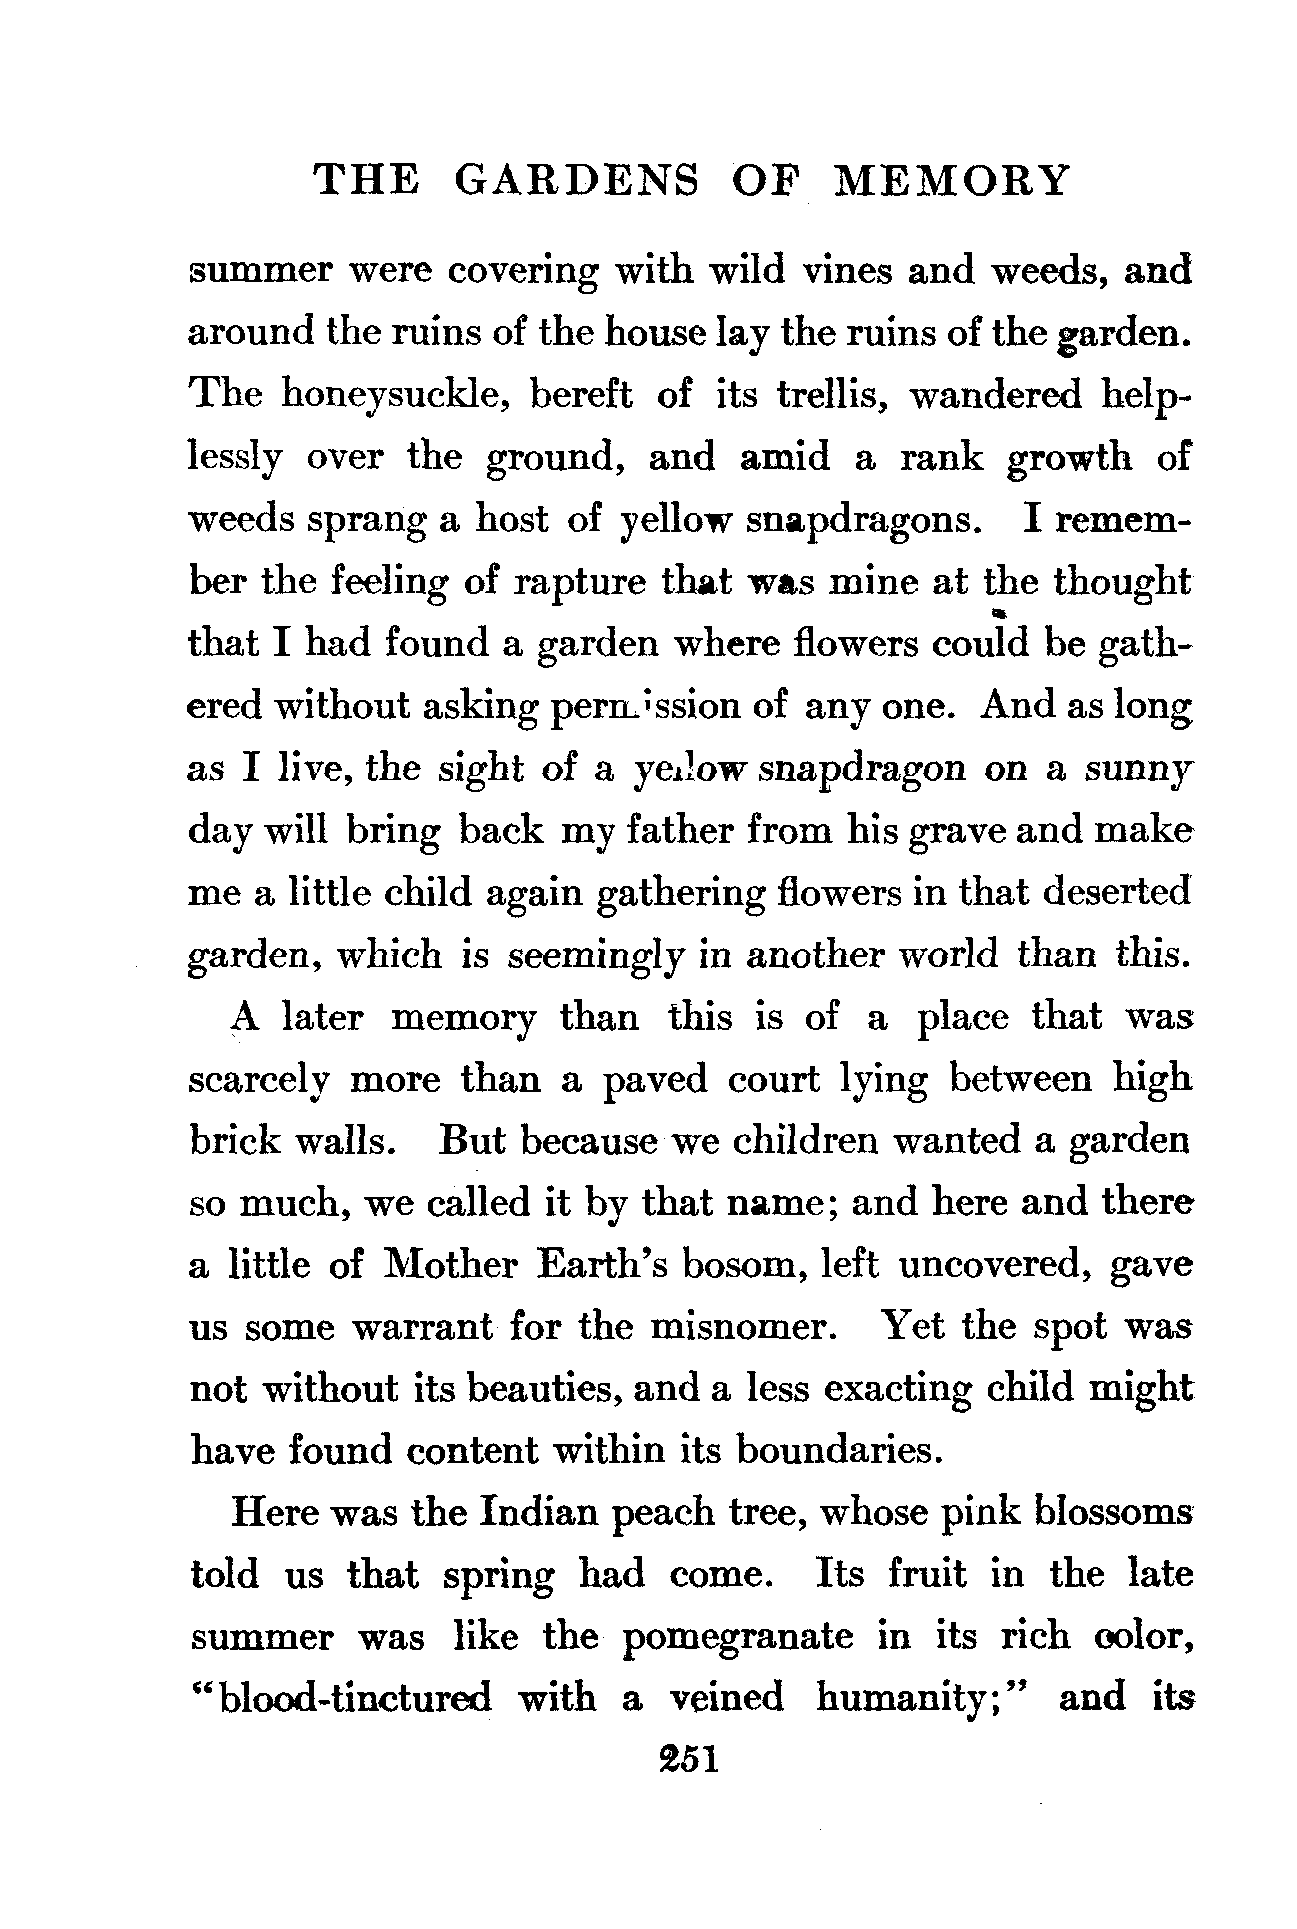 THE GARDENS OF MEMORY
summer were covering with wild vines and weeds, and
around the ruins of the house lay the ruins of the garden.
The honeysuckle, bereft of its trellis, wandered help-
lessly over the ground, and amid a rank growth of
weeds sprang a host of yellow snapdragons. I remem-
ber the feeling of rapture that was mine at the thought
that I had found a garden where flowers could be gath-
ered without asking permission of any one. And as long
as I live, the sight of a yellow snapdragon on a sunny
day will bring back my father from his grave and make
me a little child again gathering flowers in that deserted
garden, which is seemingly in another world than this.
A later memory than this is of a place that was
scarcely more than a paved court lying between high
brick walls. But because we children wanted a garden
so much, we called it by that name; and here and there
a little of Mother Earth's bosom, left uncovered, gave
us some warrant for the misnomer. Yet the spot was
not without its beauties, and a less exacting child might
have found content within its boundaries.
Here was the Indian peach tree, whose pink blossoms
told us that spring had come. Its fruit in the late
summer was like the pomegranate in its rich color,
“blood-tinctured with a veined humanity;” and its
251